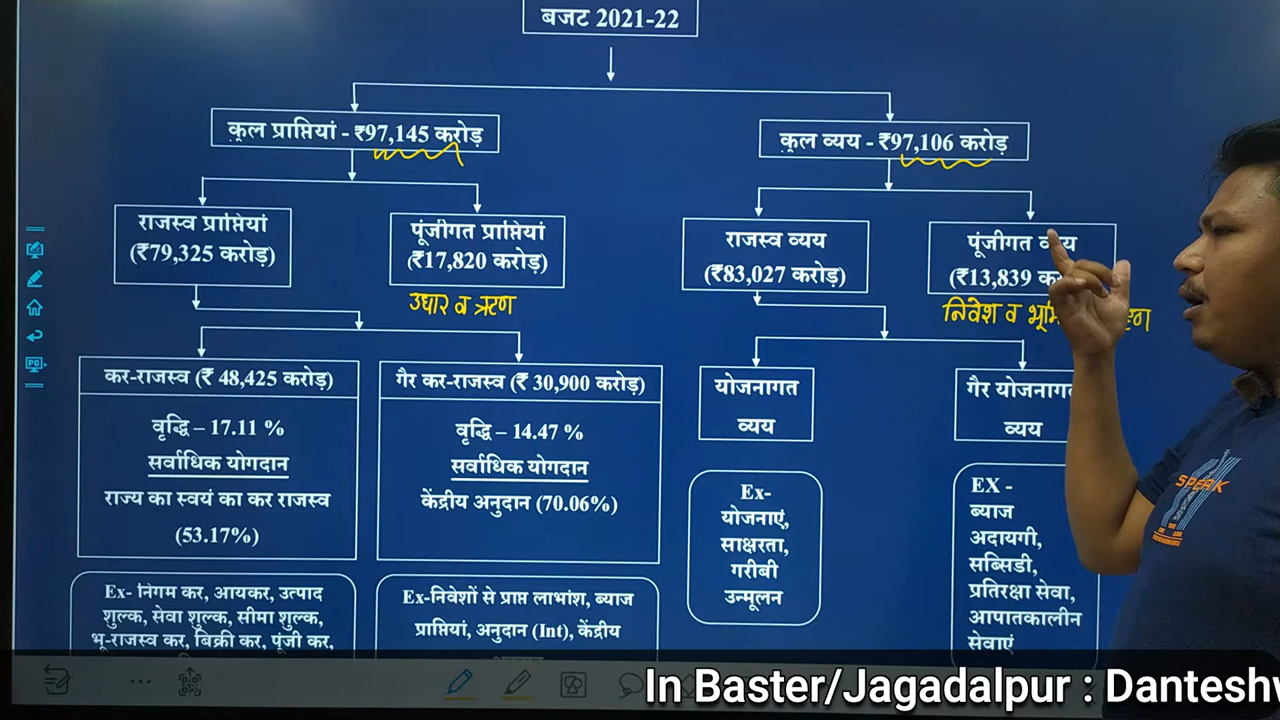 बजट 2021-22
कुल प्राप्तियां - ₹97,145 करोड़
कुल व्यय - ₹97,106 करोड़
राजस्व प्राप्तियां
(₹79,325 करोड़)
पूंजीगत प्राप्तियां
(₹17,820 करोड़)
उधार व ऋण
राजस्व व्यय
(₹83,027 करोड़)
पूंजीगत व्यय
(₹13,839
निवेश व
कर-राजस्व (₹ 48,425 करोड़)
वृद्धि – 17.11 %
सर्वाधिक योगदान
राज्य का स्वयं का कर राजस्व
(53.17%)
गैर कर-राजस्व (₹ 30,900 करोड़)
वृद्धि – 14.47 %
सर्वाधिक योगदान
केंद्रीय अनुदान (70.06%)
योजनागत
व्यय
गैर
व्यय
Ex- निगम कर, आयकर, उत्पाद
शुल्क, सेवा शुल्क, सीमा शुल्क,
भू-राजस्व कर, बिक्री कर, पूंजी कर,
Ex-निवेशों से प्राप्त लाभांश, ब्याज
प्राप्तियां, अनुदान (Int), केंद्रीय
Ex-
योजनाएं,
साक्षरता,
गरीबी
उन्मूलन
EX -
ब्याज
अदायगी,
सब्सिडी,
प्रतिरक्षा सेवा,
आपातकालीन
सेवाएं
SPEAK
PC
In Baster/Jagadalpur : Dantesh